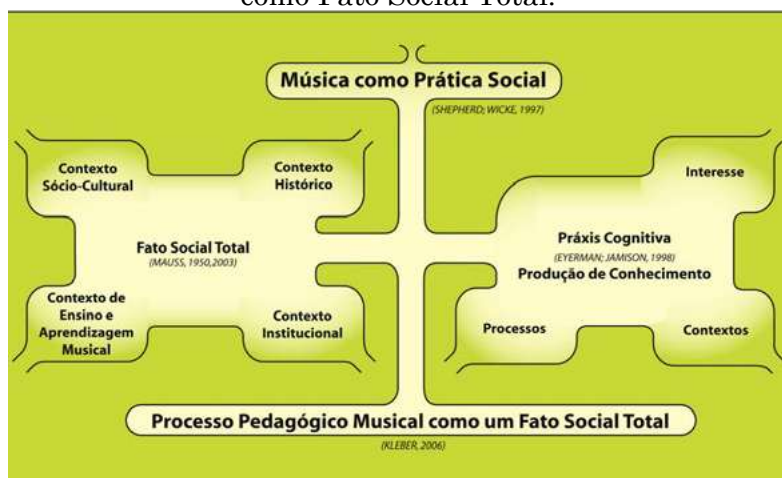 como Fato Social Total.
Música como Prática Social
(SHEPHERD; WICKE, 1997)
Contexto
Sócio-Cultural
Contexto
Histórico
Fato Social Total
(MAUSS, 1950,2003)
Contexto de
Ensino e
Aprendizagem
Musical
Contexto
Institucional
Interesse
Práxis Cognitiva
(EYERMAN; JAMISON, 1998)
Produção de Conhecimento
Processos
Contextos
Processo Pedagógico Musical como um Fato Social Total
(KLEBER, 2006)